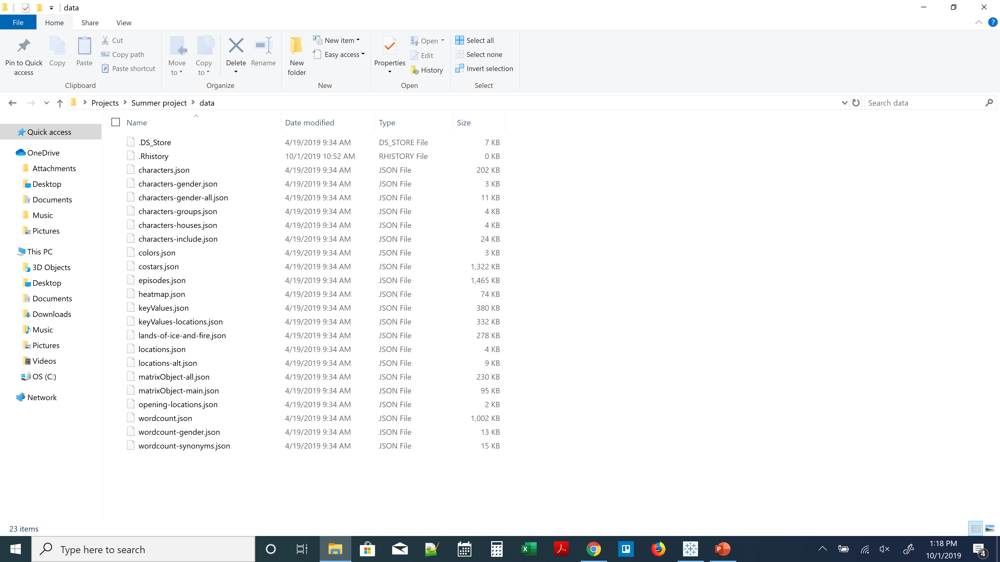 data
File Home Share View
Pin to Quick access
Copy
Paste
Cut
Copy path
Paste shortcut
Clipboard
Move to
Copy to
Delete
Rename
Organize
New folder
New item
Easy access
New
Properties
Open
Edit
History
Open
Select all
Select none
Invert selection
Select
Projects Summer project data
Search data
Quick access
OneDrive
Attachments
Desktop
Documents
Music
Pictures
This PC
3D Objects
Desktop
Documents
Downloads
Music
Pictures
Videos
OS (C:)
Network
Name Date modified Type Size
.DS_Store 4/19/2019 9:34 AM DS_STORE File 7 KB
.Rhistory 10/1/2019 10:52 AM RHISTORY File 0 KB
characters.json 4/19/2019 9:34 AM JSON File 202 KB
characters-gender.json 4/19/2019 9:34 AM JSON File 3 KB
characters-gender-all.json 4/19/2019 9:34 AM JSON File 11 KB
characters-groups.json 4/19/2019 9:34 AM JSON File 4 KB
characters-houses.json 4/19/2019 9:34 AM JSON File 4 KB
characters-include.json 4/19/2019 9:34 AM JSON File 24 KB
colors.json 4/19/2019 9:34 AM JSON File 3 KB
costars.json 4/19/2019 9:34 AM JSON File 1,322 KB
episodes.json 4/19/2019 9:34 AM JSON File 1,465 KB
heatmap.json 4/19/2019 9:34 AM JSON File 74 KB
keyValues.json 4/19/2019 9:34 AM JSON File 380 KB
keyValues-locations.json 4/19/2019 9:34 AM JSON File 332 KB
lands-of-ice-and-fire.json 4/19/2019 9:34 AM JSON File 278 KB
locations.json 4/19/2019 9:34 AM JSON File 4 KB
locations-alt.json 4/19/2019 9:34 AM JSON File 9 KB
matrixObject-all.json 4/19/2019 9:34 AM JSON File 230 KB
matrixObject-main.json 4/19/2019 9:34 AM JSON File 95 KB
opening-locations.json 4/19/2019 9:34 AM JSON File 2 KB
wordcount.json 4/19/2019 9:34 AM JSON File 1,002 KB
wordcount-gender.json 4/19/2019 9:34 AM JSON File 13 KB
wordcount-synonyms.json 4/19/2019 9:34 AM JSON File 15 KB
23 items
Type here to search
1:18 PM
10/1/2019
4